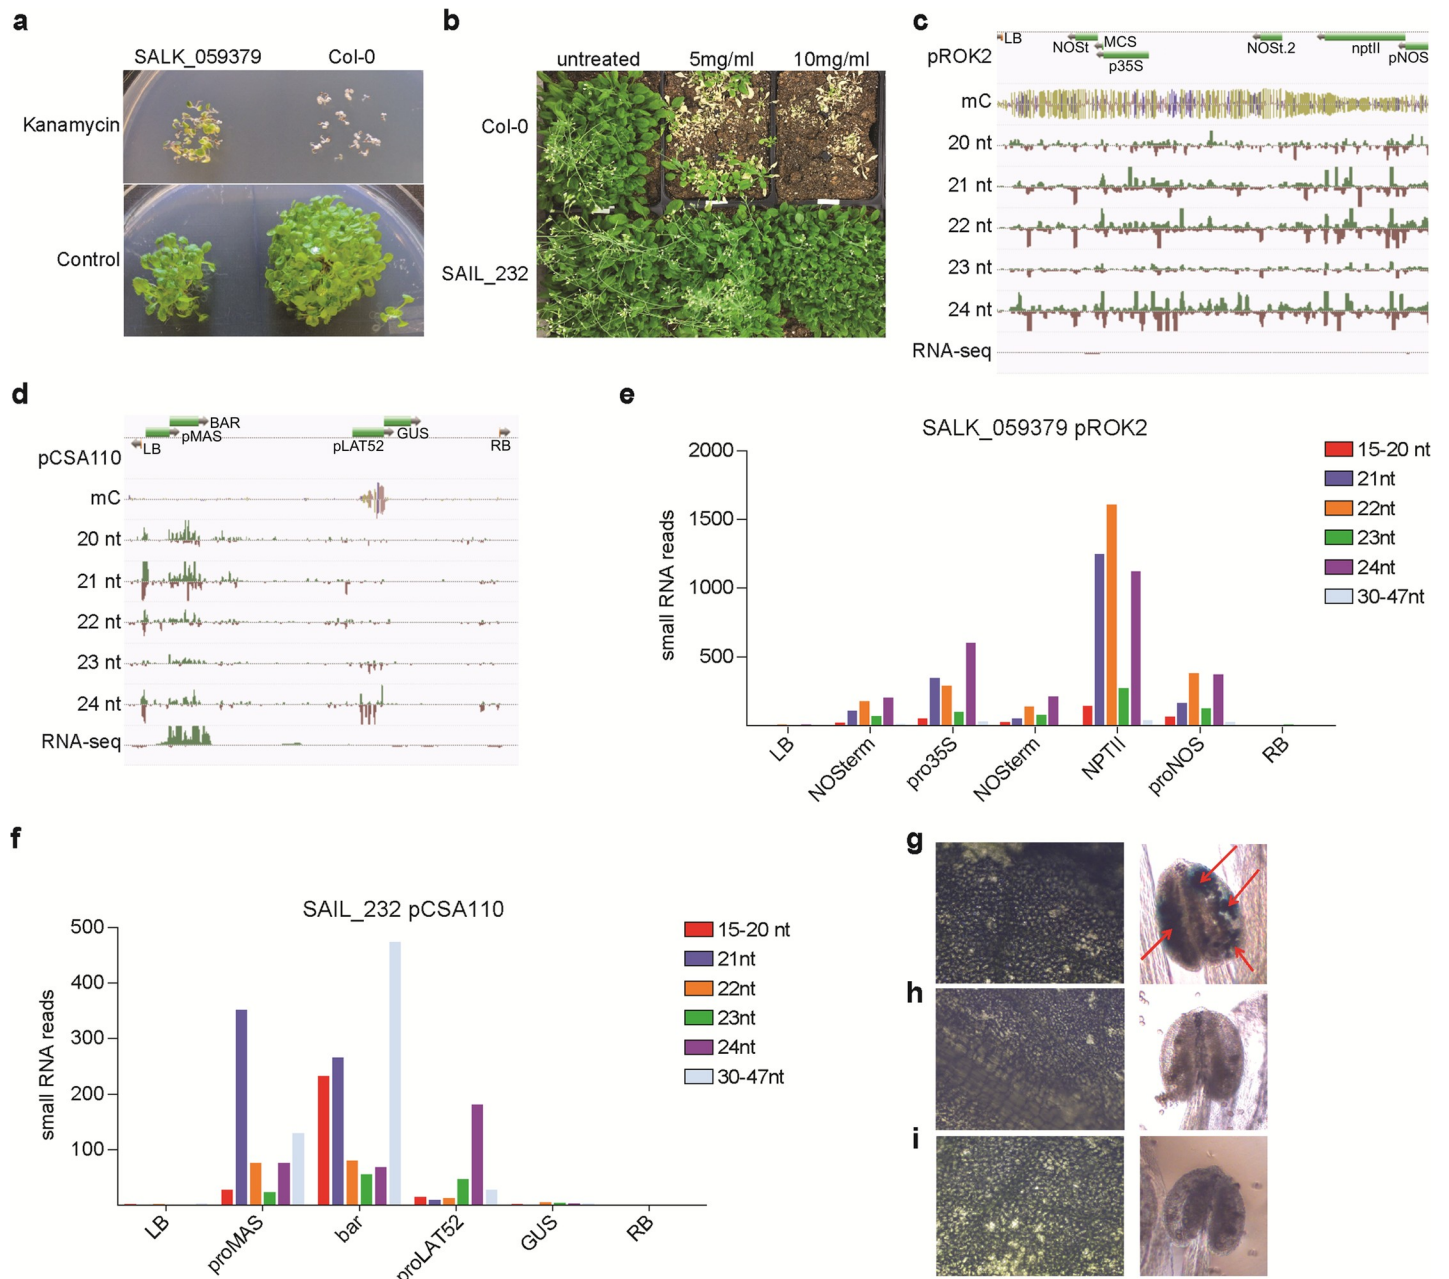 a
SALK_059379 Col-0
Kanamycin
Control
b
untreated 5mg/ml 10mg/ml
Col-0
SAIL_232
c
LB NOSt MCS p35S NOSt.2 nptII pNOS
pROK2
mC
20 nt
21 nt
22 nt
23 nt
24 nt
RNA-seq
d
LB BAR pMAS pLAT52 GUS RB
pCSA110
mC
20 nt
21 nt
22 nt
23 nt
24 nt
RNA-seq
e
SALK_059379 pROK2
small RNA reads
2000
1500
1000
500
LB NOSterm pro35S NOSterm NPTII proNOS RB
15-20 nt
21nt
22nt
23nt
24nt
30-47nt
f
SAIL_232 pCSA110
small RNA reads
500
400
300
200
100
LB proMAS bar proLAT52 GUS RB
15-20 nt
21nt
22nt
23nt
24nt
30-47nt
g
h
i